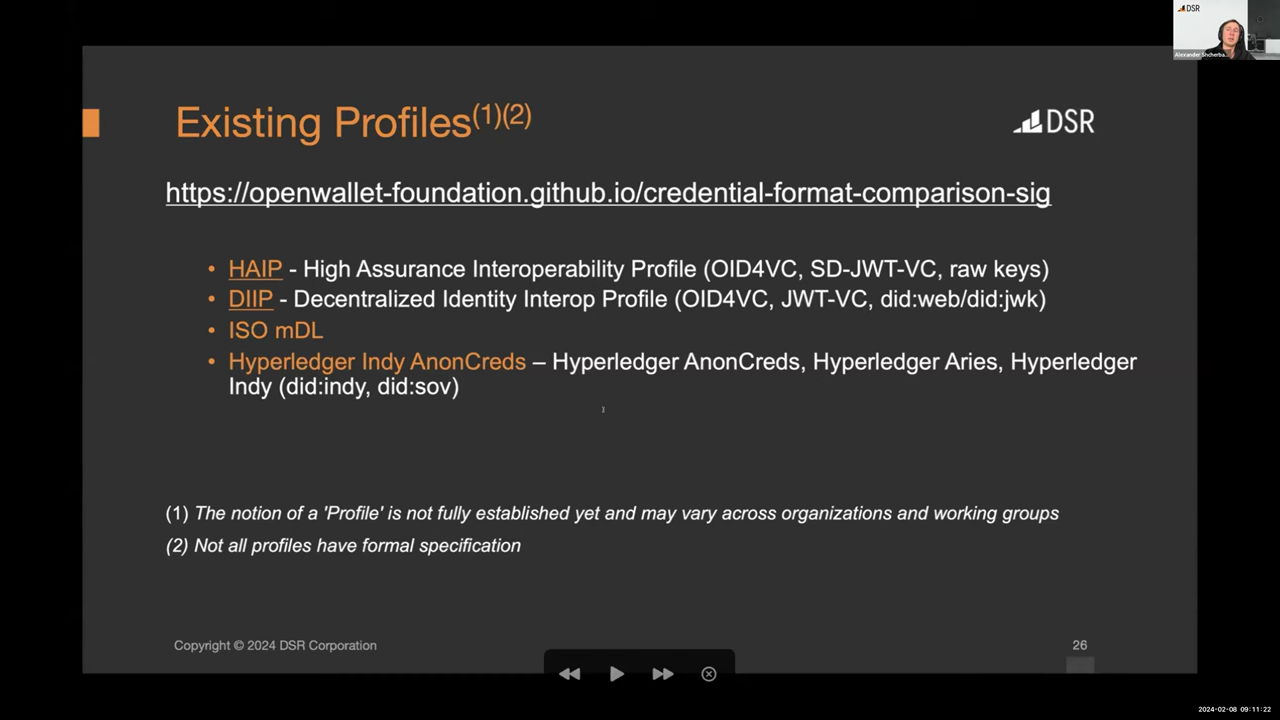 DSR
Alexander Shcherba...
Existing Profiles(1)(2)
DSR
https://openwallet-foundation.github.io/credential-format-comparison-sig
• HAIP - High Assurance Interoperability Profile (OID4VC, SD-JWT-VC, raw keys)
• DIIP - Decentralized Identity Interop Profile (OID4VC, JWT-VC, did:web/did:jwk)
• ISO mDL
• Hyperledger Indy AnonCreds – Hyperledger AnonCreds, Hyperledger Aries, Hyperledger
Indy (did:indy, did:sov)
(1) The notion of a 'Profile' is not fully established yet and may vary across organizations and working groups
(2) Not all profiles have formal specification
Copyright © 2024 DSR Corporation
26
2024-02-08 09:11:22